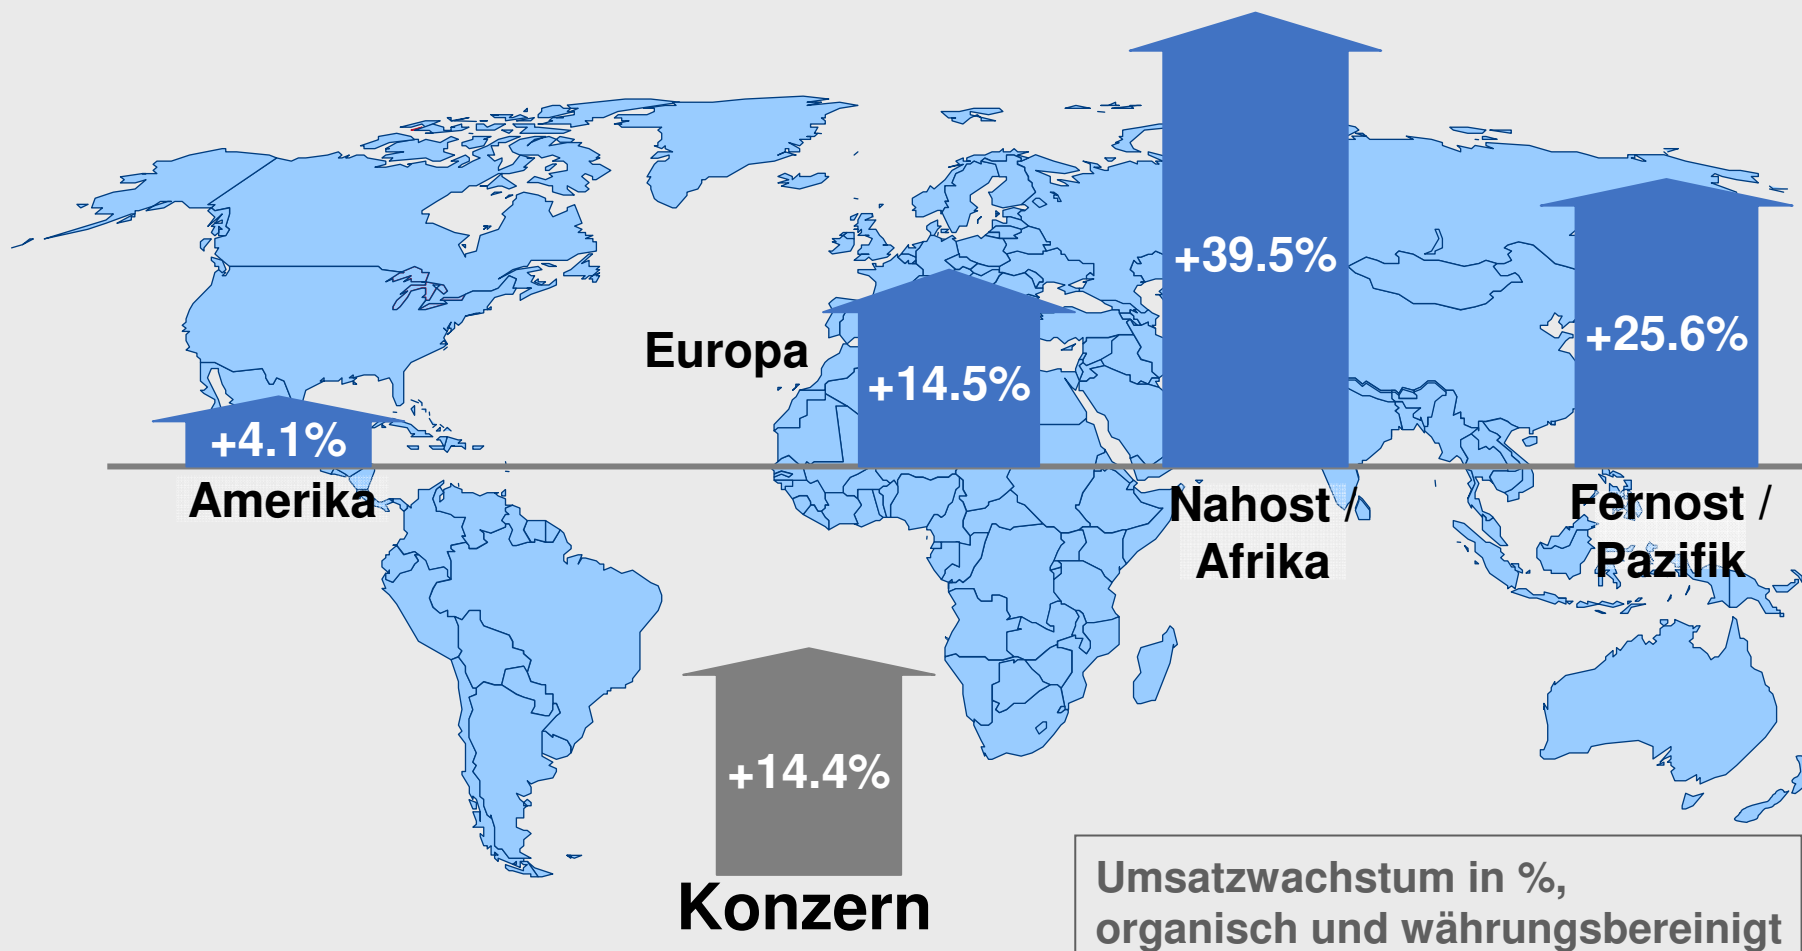 +39.5%
+25.6%
Europa
+14.5%
+4.1%
Amerika
Nahost /
Afrika
Fernost /
Pazifik
+14.4%
Konzern
Umsatzwachstum in %,
organisch und währungsbereinigt